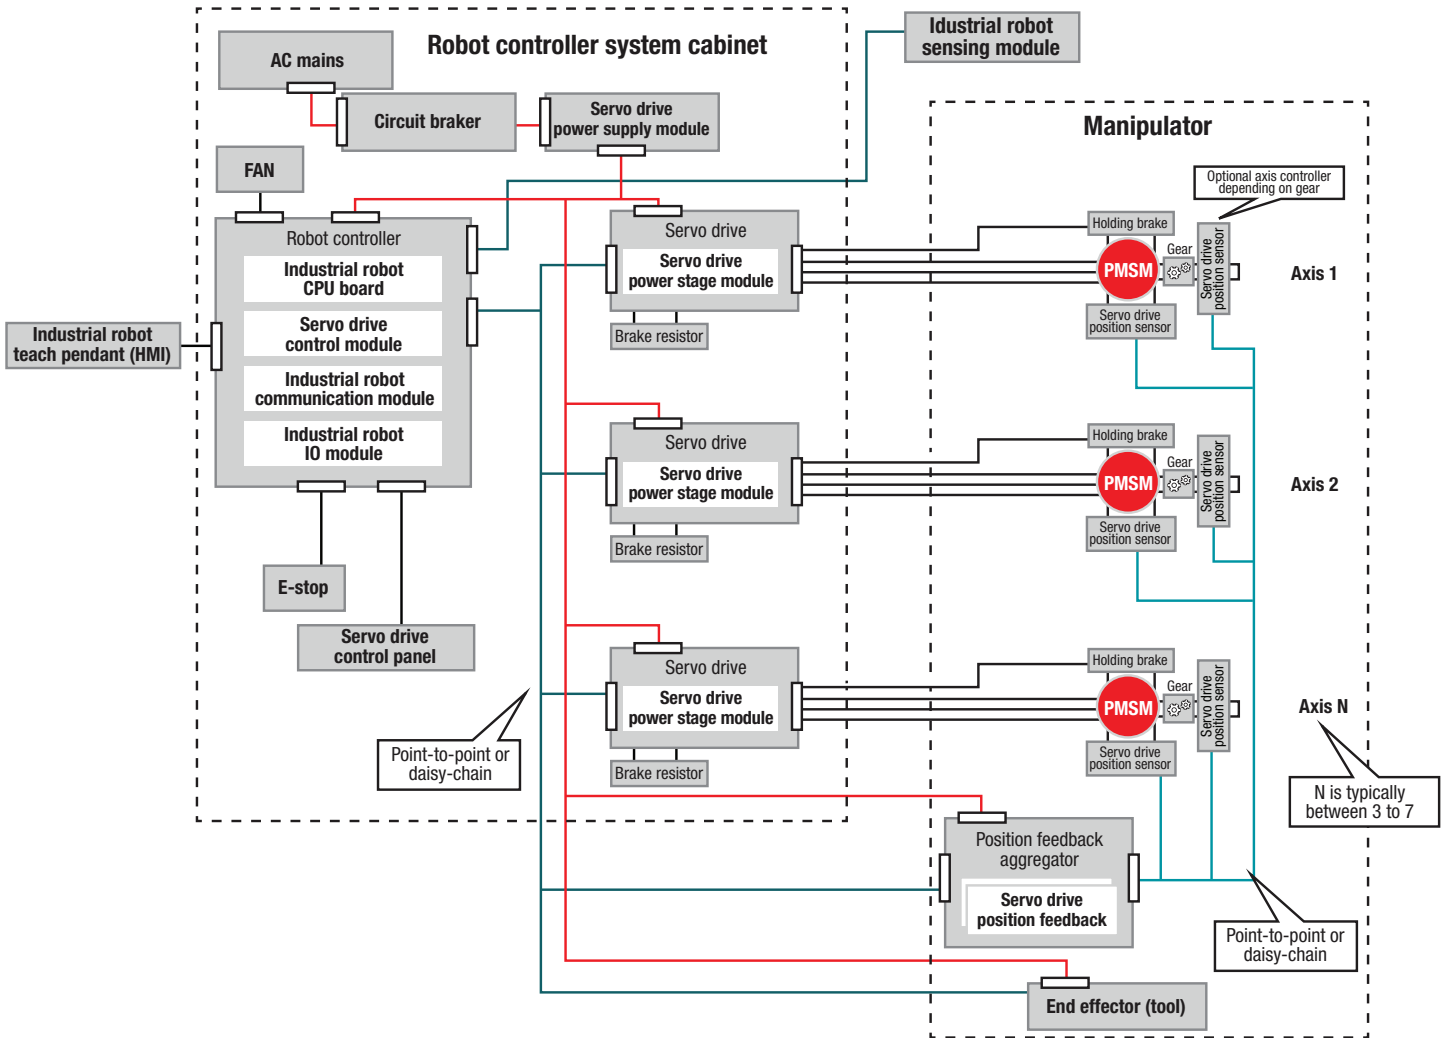 Robot controller system cabinet
Idustrial robot
sensing module
AC mains
Circuit braker
Servo drive
power supply module
Manipulator
FAN
Optional axis controller
depending on gear
Robot controller
Industrial robot
CPU board
Servo drive
control module
Industrial robot
communication module
Industrial robot
IO module
Industrial robot
teach pendant (HMI)
Servo drive
Servo drive
power stage module
Brake resistor
Holding brake
PMSM
Gear
Servo drive
position sensor
Servo drive
position sensor
Axis 1
Servo drive
Servo drive
power stage module
Brake resistor
Holding brake
PMSM
Gear
Servo drive
position sensor
Servo drive
position sensor
Axis 2
E-stop
Servo drive
control panel
Servo drive
Servo drive
power stage module
Brake resistor
Holding brake
PMSM
Gear
Servo drive
position sensor
Servo drive
position sensor
Axis N
Point-to-point or
daisy-chain
N is typically
between 3 to 7
Position feedback
aggregator
Servo drive
position feedback
Point-to-point or
daisy-chain
End effector (tool)